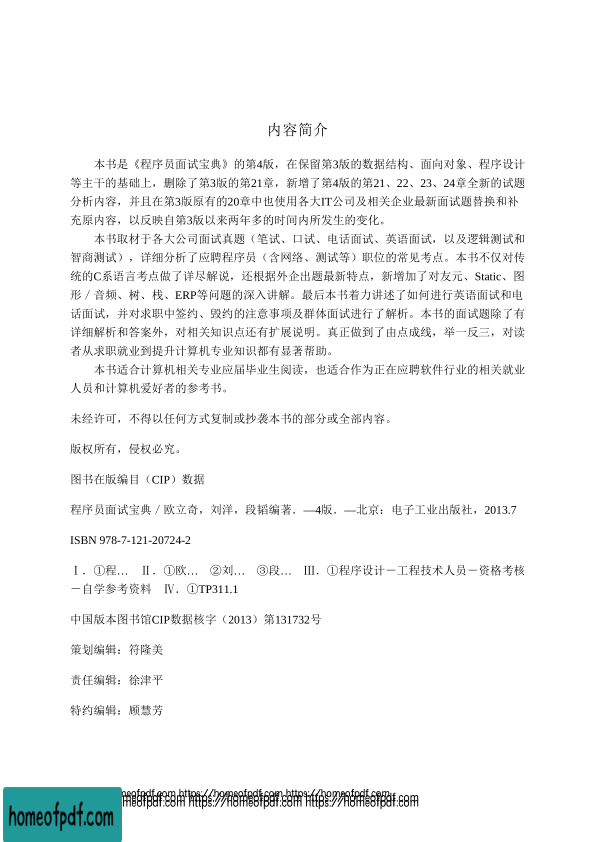 内容简介
本书是《程序员面试宝典》的第4版，在保留第3版的数据结构、面向对象、程序设计
等主干的基础上，删除了第3版的第21章，新增了第4版的第21、22、23、24章全新的试题
分析内容，并且在第3版原有的20章中也使用各大IT公司及相关企业最新面试题替换和补
充原内容，以反映自第3版以来两年多的时间内所发生的变化。
本书取材于各大公司面试真题（笔试、口试、电话面试、英语面试，以及逻辑测试和
智商测试），详细分析了应聘程序员（含网络、测试等）职位的常见考点。本书不仅对传
统的C系语言考点做了详尽解说，还根据外企出题最新特点，新增加了对友元、Static、图
形／音频、树、栈、ERP等问题的深入讲解。最后本书着力讲述了如何进行英语面试和电
话面试，并对求职中签约、毁约的注意事项及群体面试进行了解析。本书的面试题除了有
详细解析和答案外，对相关知识点还有扩展说明。真正做到了由点成线，举一反三，对读
者从求职就业到提升计算机专业知识都有显著帮助。
本书适合计算机相关专业应届毕业生阅读，也适合作为正在应聘软件行业的相关就业
人员和计算机爱好者的参考书。
未经许可，不得以任何方式复制或抄袭本书的部分或全部内容。
版权所有，侵权必究。
图书在版编目（CIP）数据
程序员面试宝典／欧立奇，刘洋，段韬编著．—4版．—北京：电子工业出版社，2013.7
ISBN 978-7-121-20724-2
Ⅰ．①程… Ⅱ．①欧… ②刘… ③段… Ⅲ．①程序设计－工程技术人员－资格考核
－自学参考资料 Ⅳ．①TP311.1
中国版本图书馆CIP数据核字（2013）第131732号
策划编辑：符隆美
责任编辑：徐津平
特约编辑：顾慧芳
homeofpdf.com https://homeofpdf.com https://homeofpdf.com
homeofpdf.com https://homeofpdf.com https://homeofpdf.com
homeofpdf.com